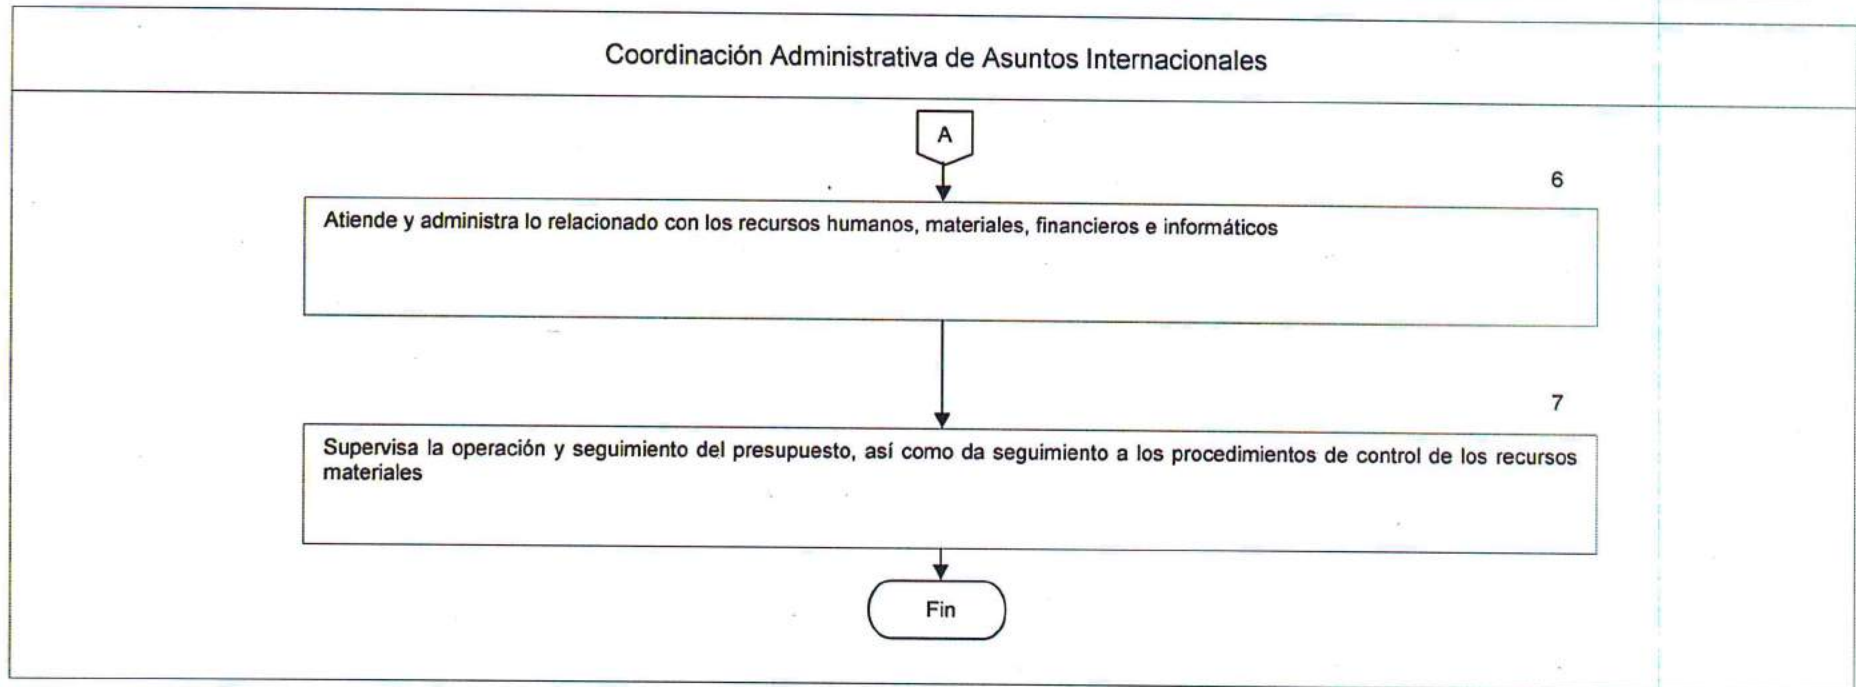 Coordinación Administrativa de Asuntos Internacionales
A
6
Atiende y administra lo relacionado con los recursos humanos, materiales, financieros e informáticos
7
Supervisa la operación y seguimiento del presupuesto, así como da seguimiento a los procedimientos de control de los recursos
materiales
Fin